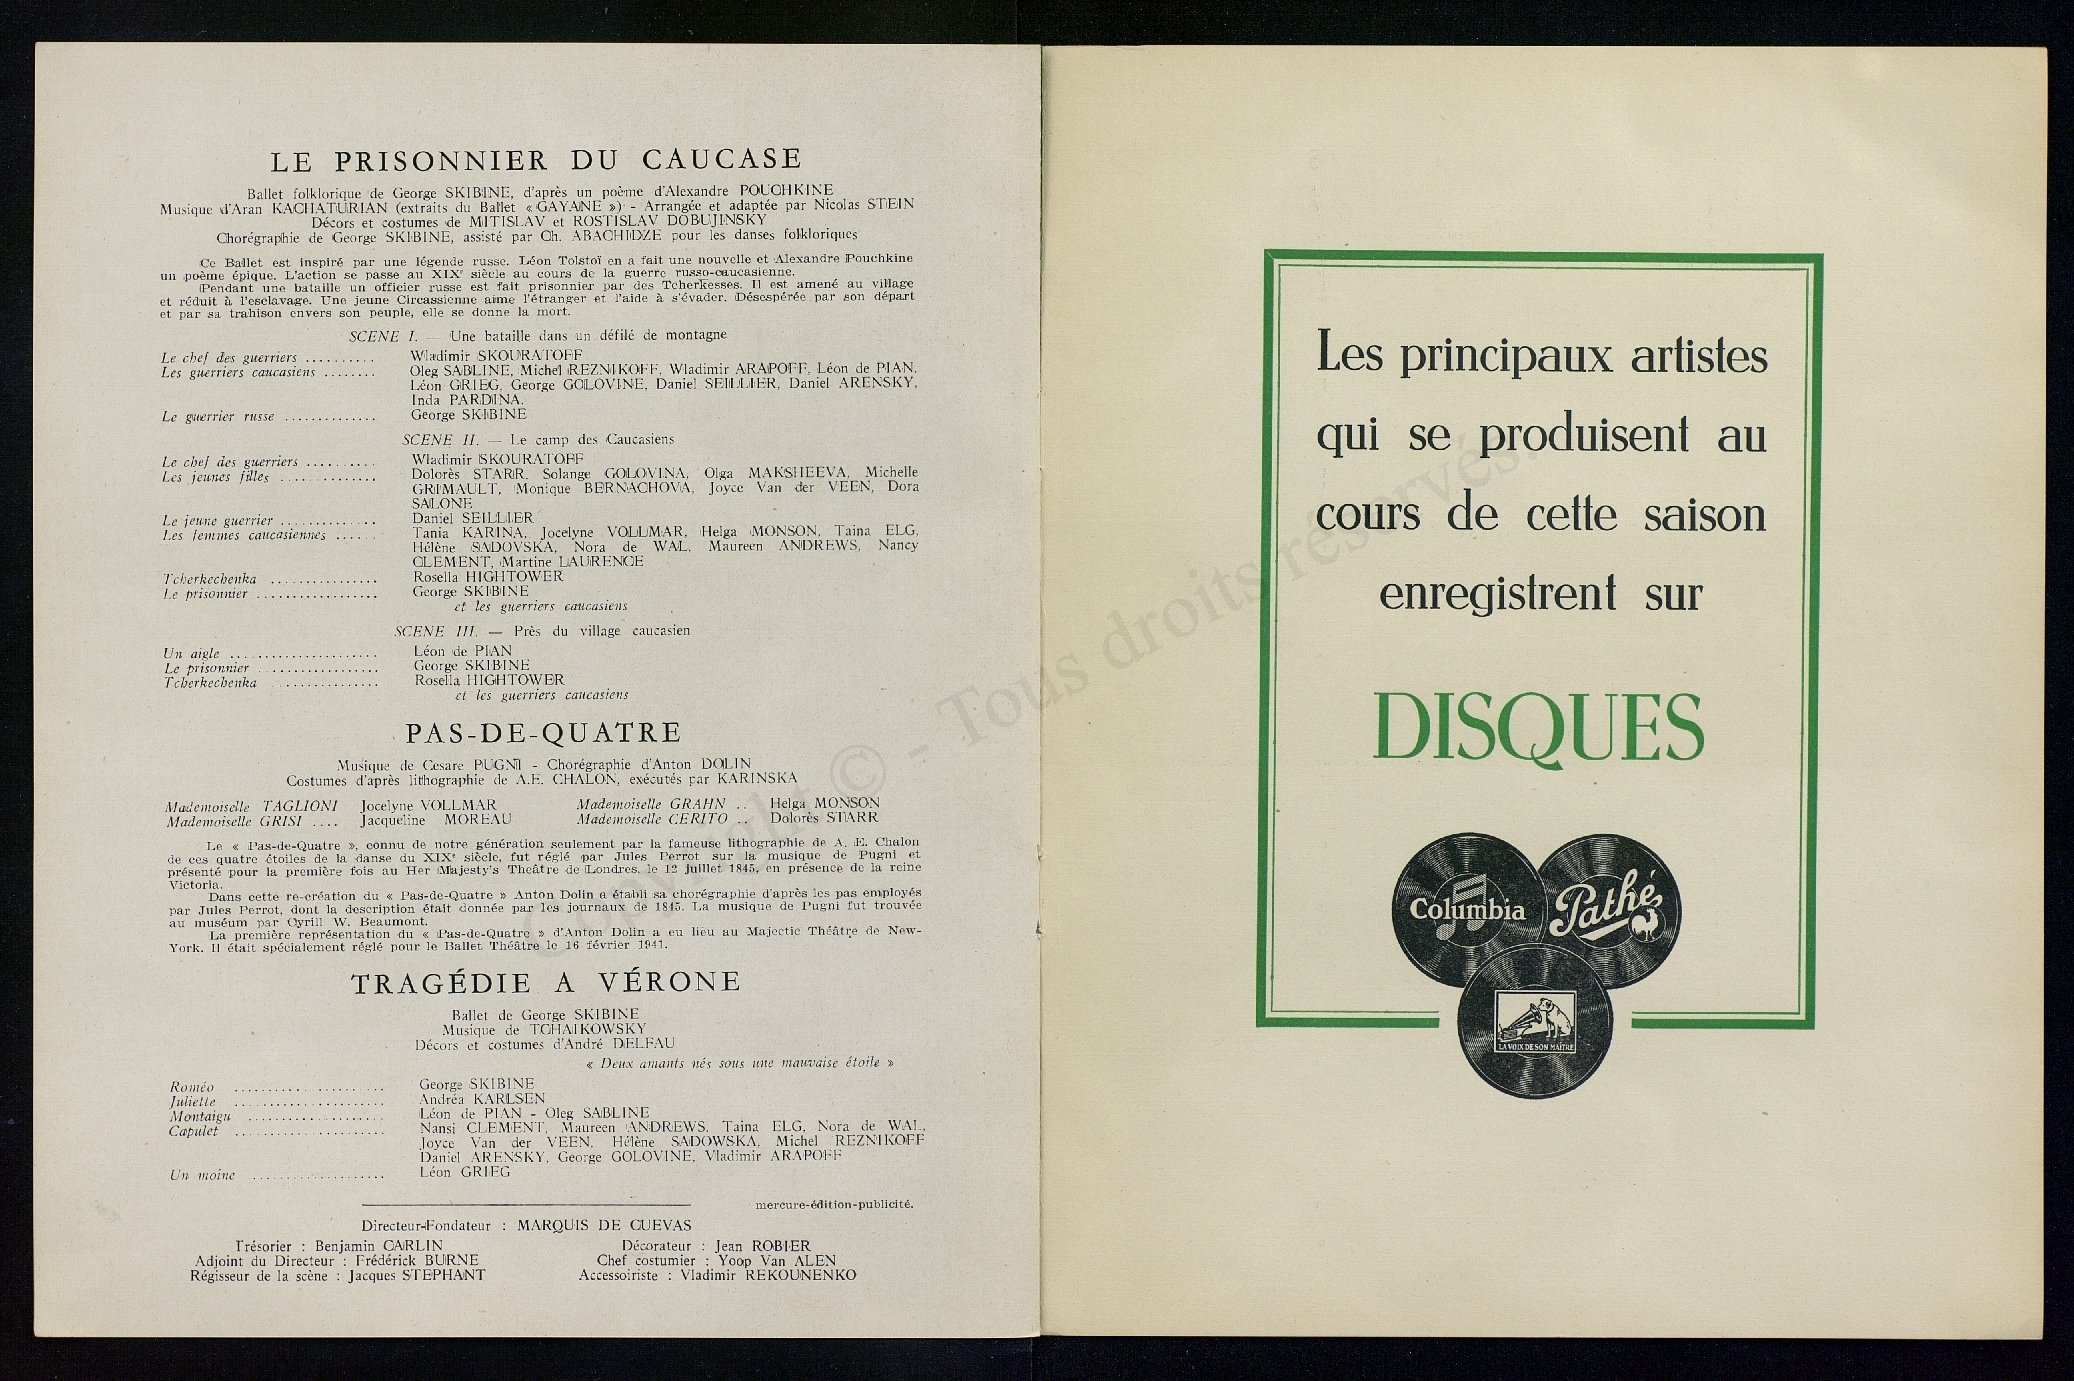 LE PRISONNIER DU CAUCASE
Ballet folklorique de George SKIBINE, d'après un poème d'Alexandre POUCHKINE
Musique d'Aran KACHATURIAN (extraits du Ballet « GAYANE ») - Arrangée et adaptée par Nicolas STEIN
Décors et costumes de MITISLAV et ROSTISLAV DOBUJINSKY
Chorégraphie de George SKIBINE, assisté par Ch. ABACHIDZE pour les danses folkloriques
Ce Ballet est inspiré par une légende russe. Léon Tolstoï en a fait une nouvelle et Alexandre Pouchkine
un poème épique. L'action se passe au XIXe siècle au cours de la guerre russo-caucasienne.
Pendant une bataille un officier russe est fait prisonnier par des Tcherkesses. Il est amené au village
et réduit à l'esclavage. Une jeune Circassienne aime l'étranger et l'aide à s'évader. Désespérée par son départ
et par sa trahison envers son peuple, elle se donne la mort.
SCENE I. — Une bataille dans un défilé de montagne
Le chef des guerriers .......... Wladimir SKOURATOFF
Les guerriers caucasiens ........ Oleg SABLINE, Michel REZNIKOFF, Wladimir ARAPOFF, Léon de PIAN,
Léon GRIEG, George GOLOVINE, Daniel SEILLIER, Daniel ARENSKY,
Inda PARDINA.
Le guerrier russe .............. George SKIBINE
SCENE II. — Le camp des Caucasiens
Le chef des guerriers .......... Wladimir SKOURATOFF
Les jeunes filles .............. Dolorès STARR, Solange GOLOVINA, Olga MAKSHEEVA, Michelle
GRIMAULT, Monique BERNACHOVA, Joyce Van der VEEN, Dora
SALONE
Le jeune guerrier .............. Daniel SEILLIER
Les femmes caucasiennes ...... Tania KARINA, Jocelyne VOLLMAR, Helga MONSON, Taina ELG,
Hélène SADOVSKA, Nora de WAL, Maureen ANDREWS, Nancy
CLEMENT, Martine LAURENCE
Tcherkechenka ................ Rosella HIGHTOWER
Le prisonnier .................. George SKIBINE
et les guerriers caucasiens
SCENE III. — Près du village caucasien
Un aigle ...................... Léon de PIAN
Le prisonnier .................. George SKIBINE
Tcherkechenka ................ Rosella HIGHTOWER
et les guerriers caucasiens
PAS-DE-QUATRE
Musique de Cesare PUGNI - Chorégraphie d'Anton DOLIN
Costumes d'après lithographie de A.E. CHALON, exécutés par KARINSKA
Mademoiselle TAGLIONI Jocelyne VOLLMAR Mademoiselle GRAHN .. Helga MONSON
Mademoiselle GRISI .... Jacqueline MOREAU Mademoiselle CERITO .. Dolorès STARR
Le « Pas-de-Quatre », connu de notre génération seulement par la fameuse lithographie de A. E. Chalon
de ces quatre étoiles de la danse du XIXe siècle, fut réglé par Jules Perrot sur la musique de Pugni et
présenté pour la première fois au Her Majesty's Theâtre de Londres, le 12 juillet 1845, en présence de la reine
Victoria.
Dans cette re-création du « Pas-de-Quatre » Anton Dolin a établi sa chorégraphie d'après les pas employés
par Jules Perrot, dont la description était donnée par les journaux de 1845. La musique de Pugni fut trouvée
au muséum par Cyrill W. Beaumont.
La première représentation du « Pas-de-Quatre » d'Anton Dolin a eu lieu au Majectic Théâtre de New-
York. Il était spécialement réglé pour le Ballet Théâtre le 16 février 1941.
TRAGÉDIE A VÉRONE
Ballet de George SKIBINE
Musique de TCHAIKOWSKY
Décors et costumes d'André DELFAU
« Deux amants nés sous une mauvaise étoile »
Roméo ...................... George SKIBINE
Juliette ...................... Andréa KARLSEN
Montaigu .................... Léon de PIAN - Oleg SABLINE
Capulet ...................... Nansi CLEMENT, Maureen ANDREWS, Taina ELG, Nora de WAL,
Joyce Van der VEEN, Hélène SADOWSKA, Michel REZNIKOFF
Daniel ARENSKY, George GOLOVINE, Vladimir ARAPOFF
Un moine .................... Léon GRIEG
mercure-édition-publicité.
Directeur-Fondateur : MARQUIS DE CUEVAS
Trésorier : Benjamin CARLIN
Adjoint du Directeur : Frédérick BURNE
Régisseur de la scène : Jacques STEPHANT
Décorateur : Jean ROBIER
Chef costumier : Yoop Van ALEN
Accessoiriste : Vladimir REKOUNENKO
Les principaux artistes
qui se produisent au
cours de cette saison
enregistrent sur
DISQUES
Columbia
Pathé
LA VOIX DE SON MAITRE
Copyright © - Tous droits réservés